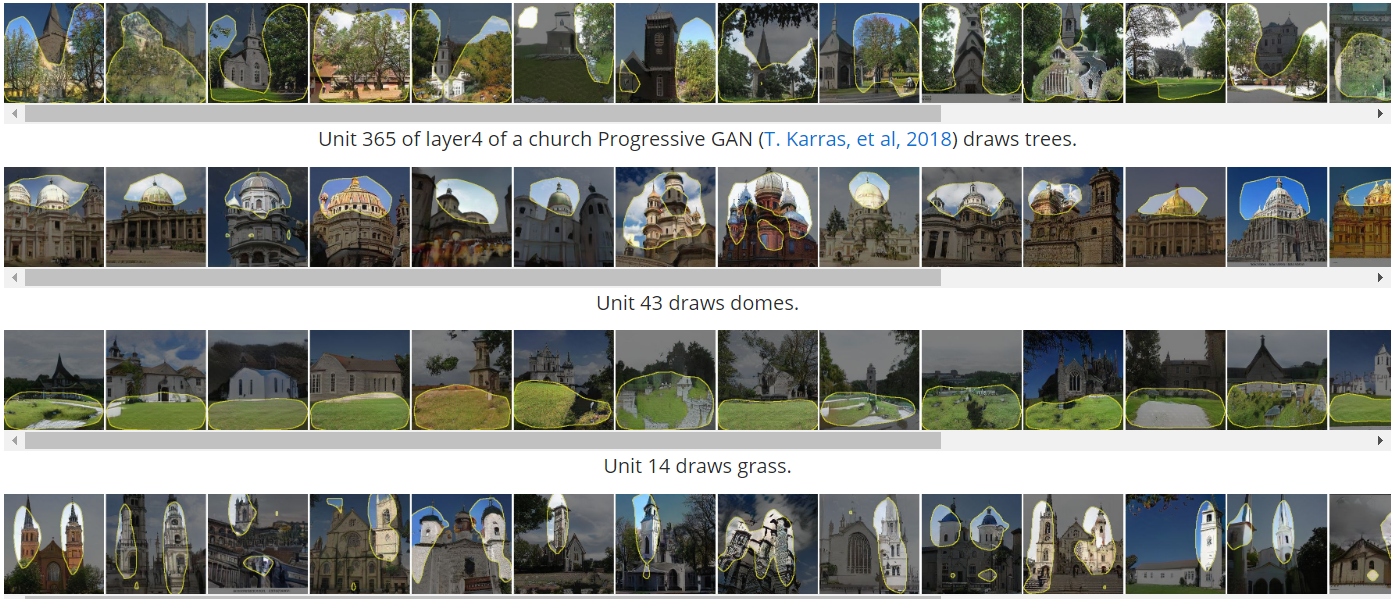 Unit 365 of layer4 of a church Progressive GAN (T. Karras, et al, 2018) draws trees.
Unit 43 draws domes.
Unit 14 draws grass.